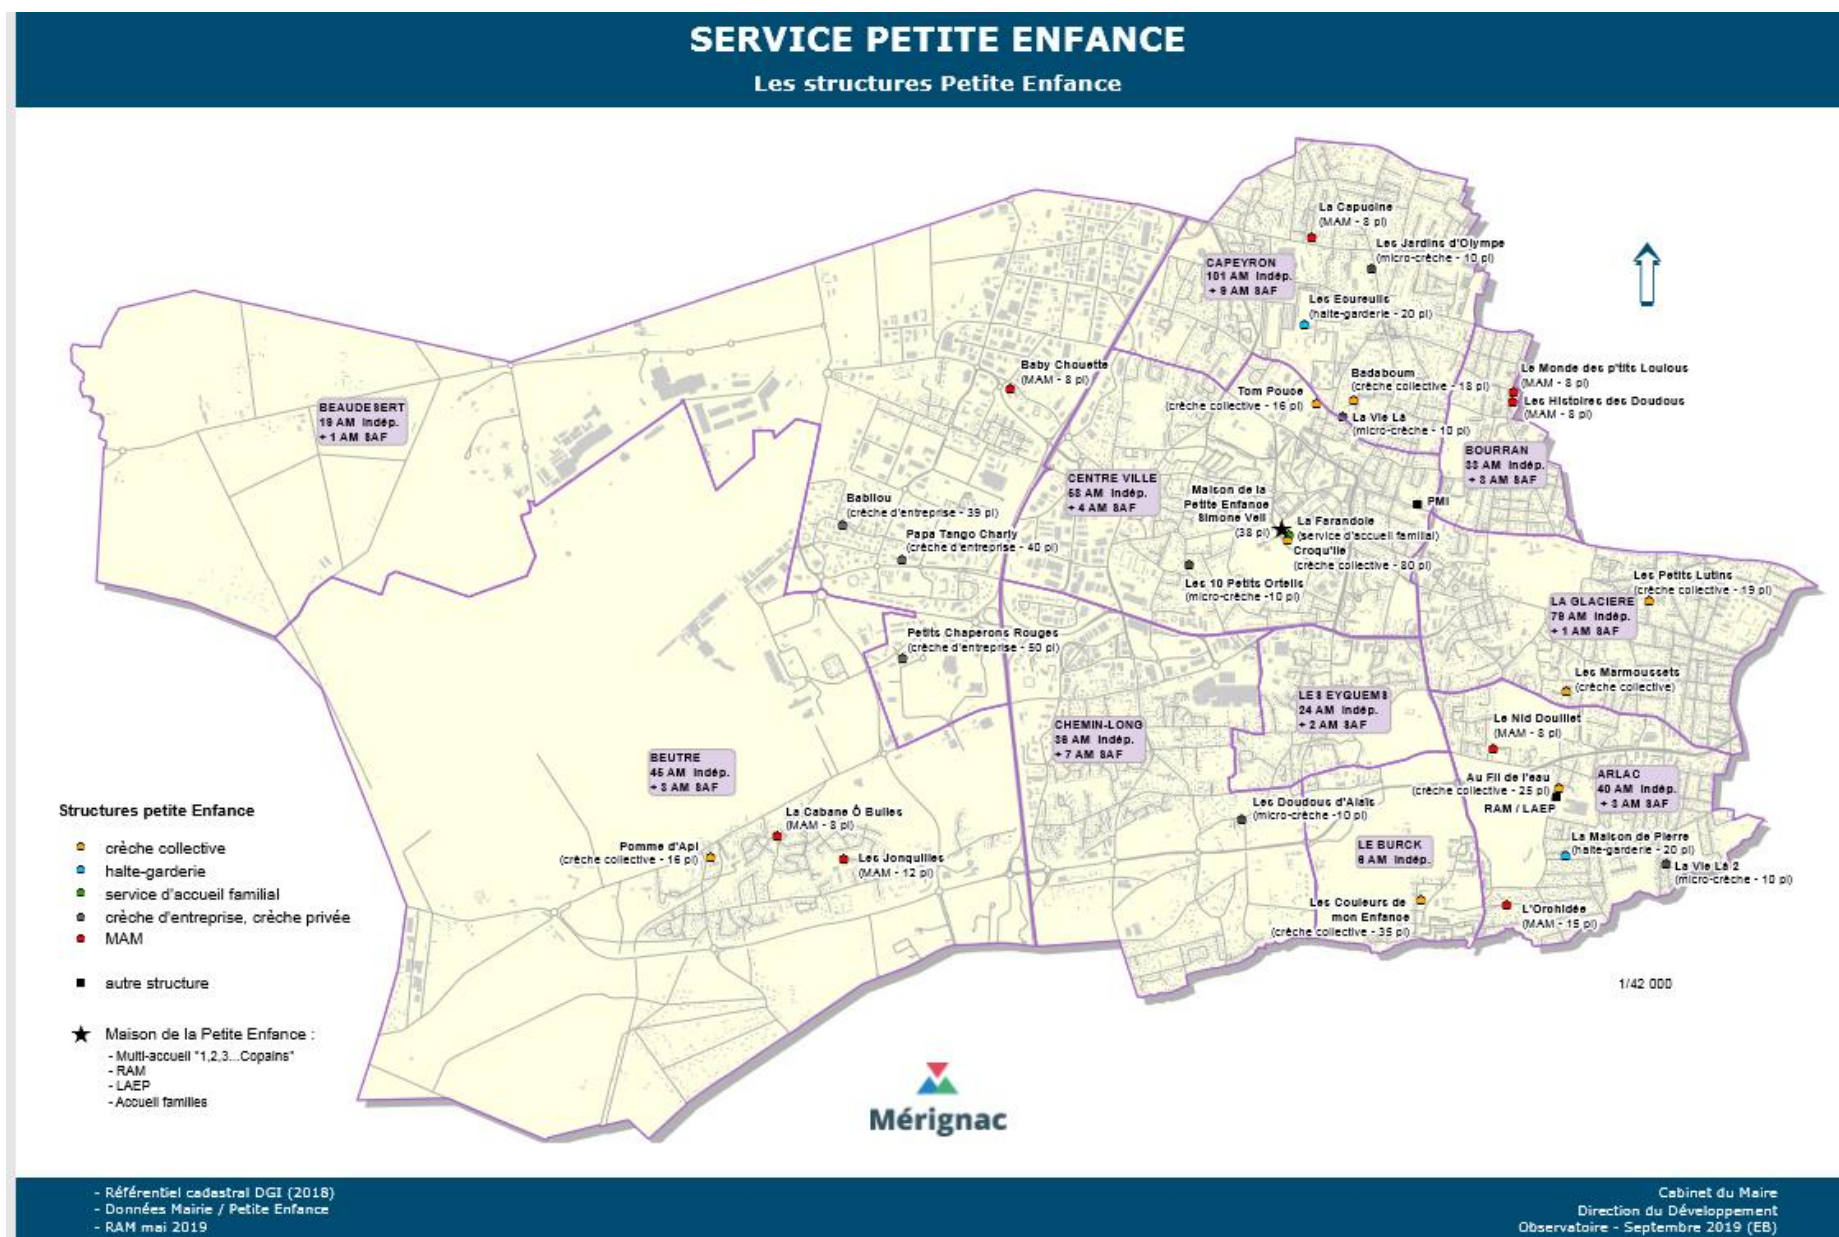 SERVICE PETITE ENFANCE
Les structures Petite Enfance
La Capucine
(MAM - 8 pl)
Les Jardins d'Olympe
(micro-crèche - 10 pl)
CAPEYRON
101 AM Indép.
+ 9 AM SAF
Les Ecureuils
(halte-garderie - 20 pl)
Baby Chouette
(MAM - 8 pl)
Badaboum
(crèche collective - 18 pl)
Le Monde des p'tits Loulous
(MAM - 8 pl)
Tom Pouce
(crèche collective - 16 pl)
Les Histoires des Doudous
(MAM - 8 pl)
La Vie Là
(micro-crèche - 10 pl)
BEAUDESERT
19 AM Indép.
+ 1 AM SAF
BOURRAN
33 AM Indép.
+ 3 AM SAF
CENTRE VILLE
58 AM Indép.
+ 4 AM SAF
Maison de la
Petite Enfance
Simone Veil
(38 pl)
PMI
Babilou
(crèche d'entreprise - 39 pl)
La Farandole
(service d'accueil familial)
Papa Tango Charly
(crèche d'entreprise - 40 pl)
Croqu'île
(crèche collective - 80 pl)
Les 10 Petits Orteils
(micro-crèche -10 pl)
Les Petits Lutins
(crèche collective - 19 pl)
LA GLACIERE
79 AM Indép.
+ 1 AM SAF
Petits Chaperons Rouges
(crèche d'entreprise - 50 pl)
Les Marmoussets
(crèche collective)
LES EYQUEMS
24 AM Indép.
+ 2 AM SAF
CHEMIN-LONG
36 AM Indép.
+ 7 AM SAF
Le Nid Douillet
(MAM - 8 pl)
BEUTRE
45 AM Indép.
+ 3 AM SAF
Au Fil de l'eau
(crèche collective - 25 pl)
RAM / LAEP
ARLAC
40 AM Indép.
+ 3 AM SAF
Les Doudous d'Alaïs
(micro-crèche -10 pl)
La Cabane Ô Bulles
(MAM - 8 pl)
Pomme d'Api
(crèche collective - 16 pl)
Les Jonquilles
(MAM - 12 pl)
LE BURCK
6 AM Indép.
La Maison de Pierre
(halte-garderie - 20 pl)
La Vie Là 2
(micro-crèche - 10 pl)
Les Couleurs de
mon Enfance
(crèche collective - 35 pl)
L'Orchidée
(MAM - 15 pl)
Structures petite Enfance
crèche collective
halte-garderie
service d'accueil familial
crèche d'entreprise, crèche privée
MAM
autre structure
Maison de la Petite Enfance :
- Multi-accueil "1,2,3...Copains"
- RAM
- LAEP
- Accueil familles
1/42 000
Mérignac
- Référentiel cadastral DGI (2018)
- Données Mairie / Petite Enfance
- RAM mai 2019
Cabinet du Maire
Direction du Développement
Observatoire - Septembre 2019 (EB)